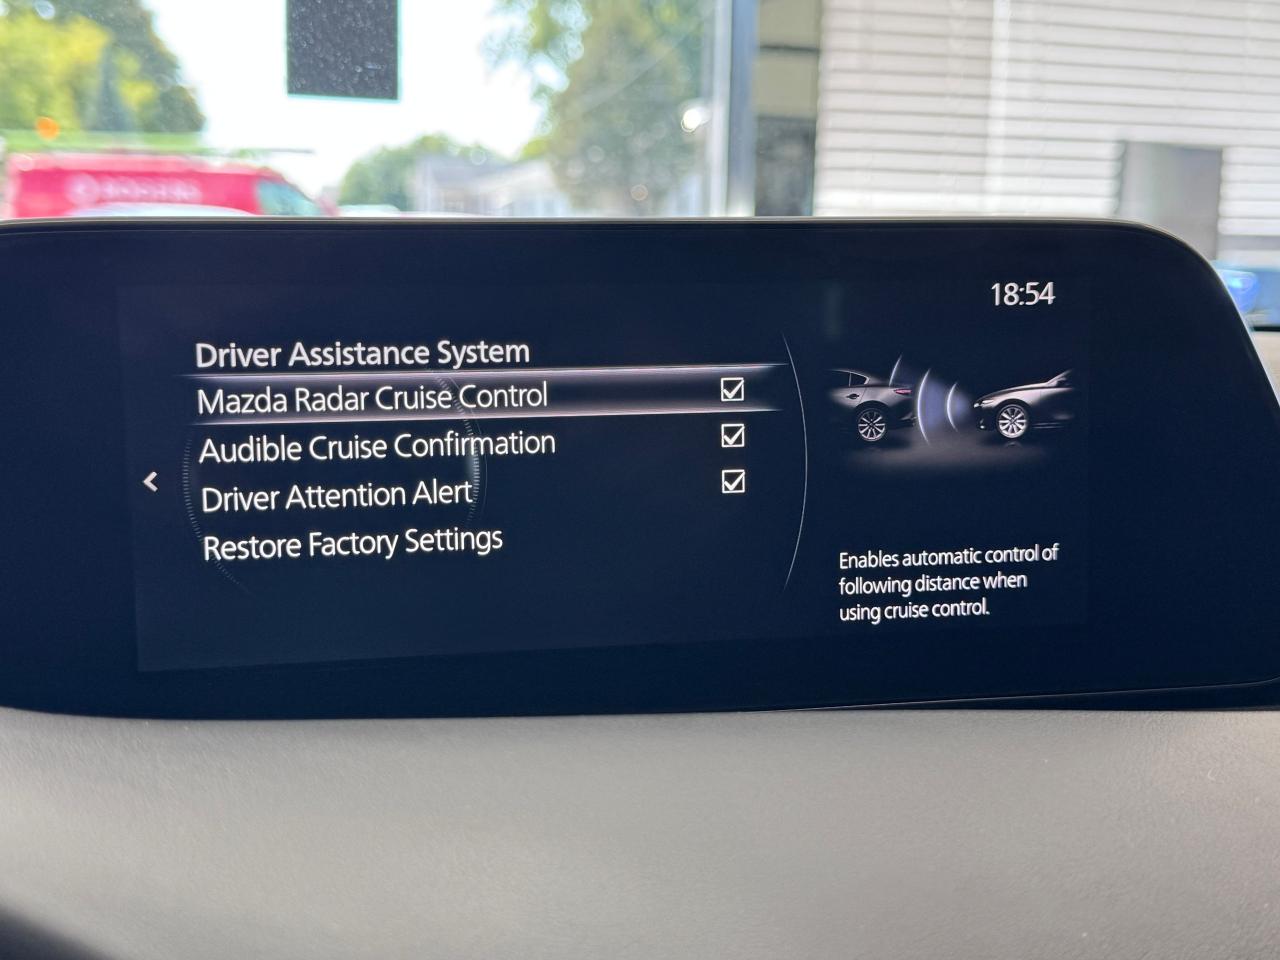 18:54
Driver Assistance System
Mazda Radar Cruise Control
Audible Cruise Confirmation
Driver Attention Alert
Restore Factory Settings
Enables automatic control of
following distance when
using cruise control.